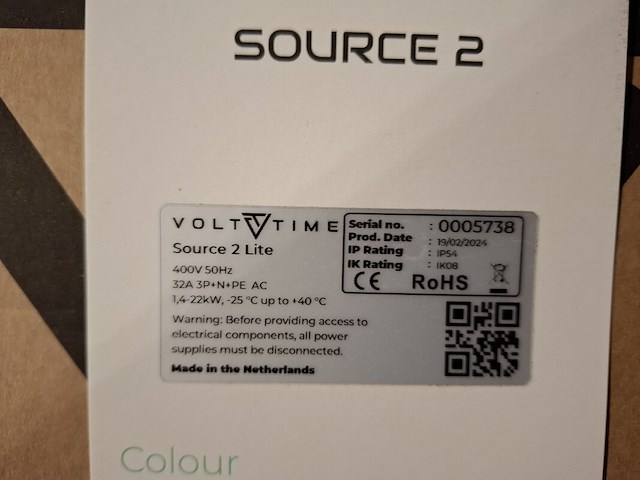 SOURCE 2
VOLT TIME
Source 2 Lite
400V 50Hz
32A 3P+N+PE AC
1,4-22kW, -25 °C up to +40 °C
Warning: Before providing access to
electrical components, all power
supplies must be disconnected.
Made in the Netherlands
Serial no. : 0005738
Prod. Date : 19/02/2024
IP Rating : IP54
IK Rating : IK08
CE RoHS
Colour